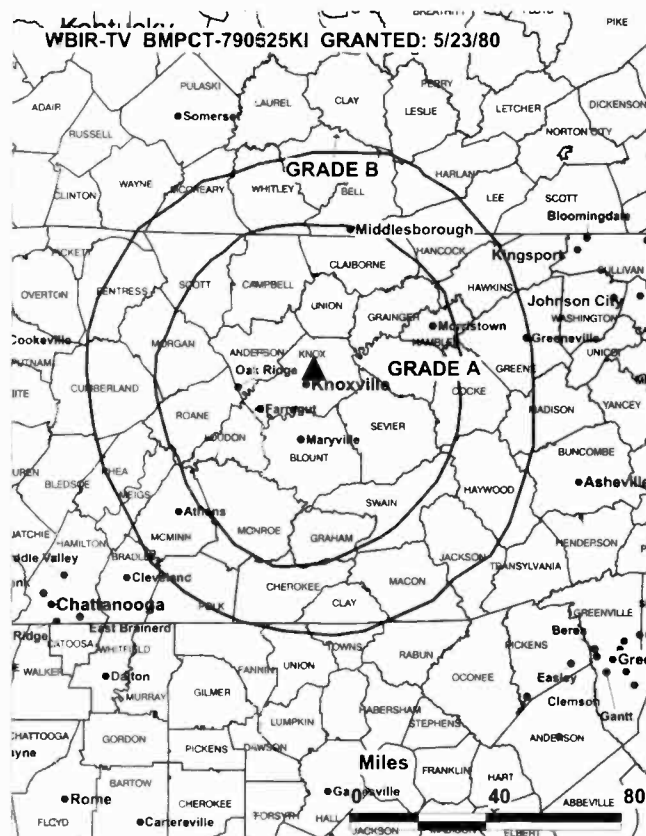 Kentucky
WBIR-TV BMPCT-790625KI GRANTED: 5/23/80
BREATHITT
PIKE
PULASKI
LAUREL
CLAY
PERRY
LESLIE
LETCHER
DICKENSON
ADAIR
Somerset
RUSSELL
NORTON CITY
GRADE B
HARLAN
WAYNE
MCCREARY
WHITLEY
BELL
CLINTON
LEE
SCOTT
Bloomingdale
Middlesborough
HANCOCK
Kingsport
PICKETT
CLAIBORNE
SULLIVAN
SCOTT
CAMPBELL
HAWKINS
OVERTON
FENTRESS
UNION
GRAINGER
Johnson City
WASHINGTON
Morristown
Cookeville
MORGAN
ANDERSON
KNOX
HAMBLEN
Greeneville
UNICOI
PUTNAM
Oak Ridge
GRADE A
GREENE
Knoxville
CUMBERLAND
COCKE
WHITE
ROANE
Farragut
MADISON
YANCEY
SEVIER
LOUDON
Maryville
BLOUNT
BUNCOMBE
RHEA
BLEDSOE
HAYWOOD
Asheville
MEIGS
SWAIN
Athens
MONROE
GRAHAM
MCMINN
HENDERSON
HAMILTON
JACKSON
TRANSYLVANIA
BRADLEY
Cleveland
CHEROKEE
MACON
POLK
CLAY
Chattanooga
GREENVILLE
East Brainerd
Berea
Ridge
CATOOSA
TOWNS
PICKENS
WHITFIELD
RABUN
WALKER
FANNIN
UNION
OCONEE
Easley
Dalton
MURRAY
GILMER
HABERSHAM
Clemson
LUMPKIN
STEPHENS
Gantt
GORDON
ANDERSON
CHATTOOGA
PICKENS
DAWSON
Miles
FRANKLIN
HART
BARTOW
Rome
CHEROKEE
Gainesville
0
40
80
FORSYTH
HALL
ABBEVILLE
FLOYD
Cartersville
JACKSON
MADISON
ELBERT